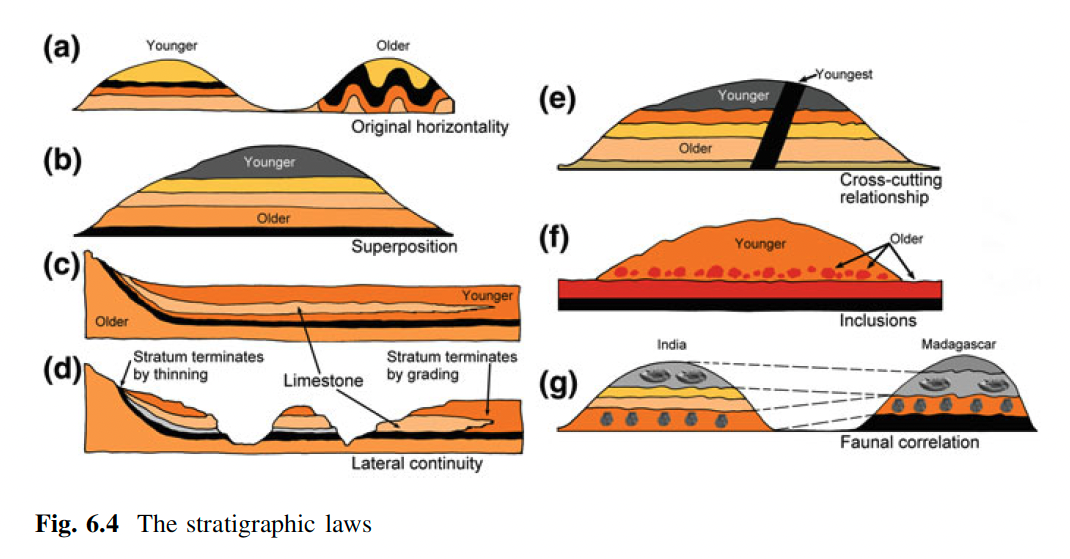 (a)
Younger
Older
Original horizontality
(b)
Younger
Older
Superposition
(c)
Younger
Older
(d)
Stratum terminates
by thinning
Limestone
Stratum terminates
by grading
Lateral continuity
(e)
Youngest
Younger
Older
Cross-cutting
relationship
(f)
Younger
Older
Inclusions
(g)
India
Madagascar
Faunal correlation
Fig. 6.4 The stratigraphic laws